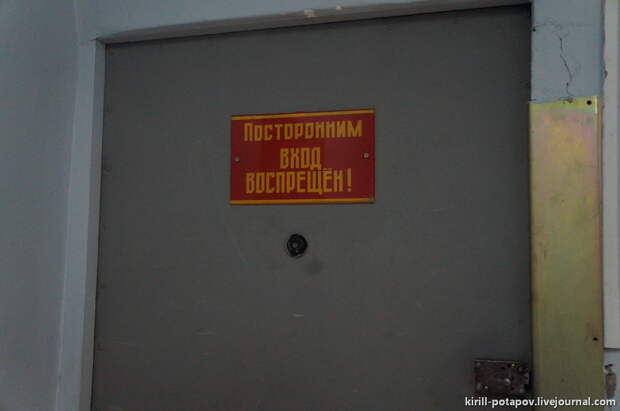 Посторонним
вход
воспрещён!
kirill-potapov.livejournal.com